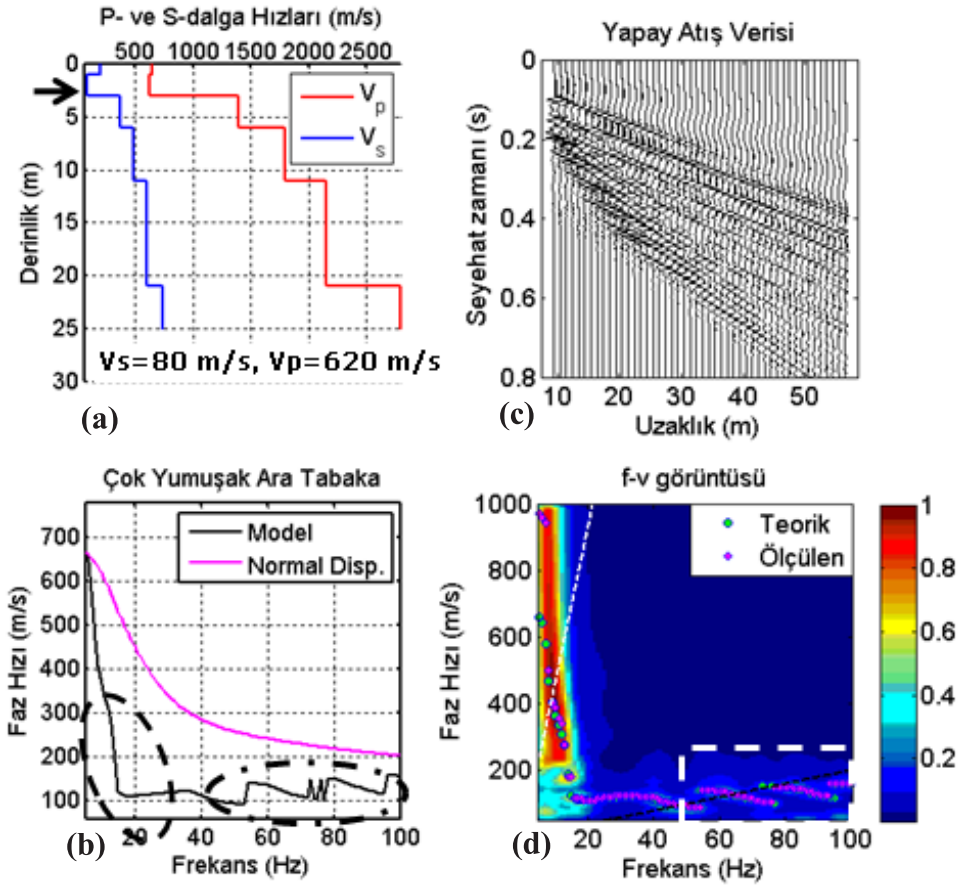 (a)
P- ve S-dalga Hızları (m/s)
500 1000 1500 2000 2500
0
5
10
15
20
25
30
Derinlik (m)
Vp
Vs
Vs=80 m/s, Vp=620 m/s
(a)
Yapay Atış Verisi
0
0.2
0.4
0.6
0.8
Seyehat zamanı (s)
10 20 30 40 50
Uzaklık (m)
(c)
Çok Yumuşak Ara Tabaka
700
600
500
400
300
200
100
Faz Hızı (m/s)
Model
Normal Disp.
20 40 60 80 100
Frekans (Hz)
(b)
f-v görüntüsü
1000
800
600
400
200
Faz Hızı (m/s)
Teorik
Ölçülen
20 40 60 80 100
Frekans (Hz)
(d)
1
0.8
0.6
0.4
0.2